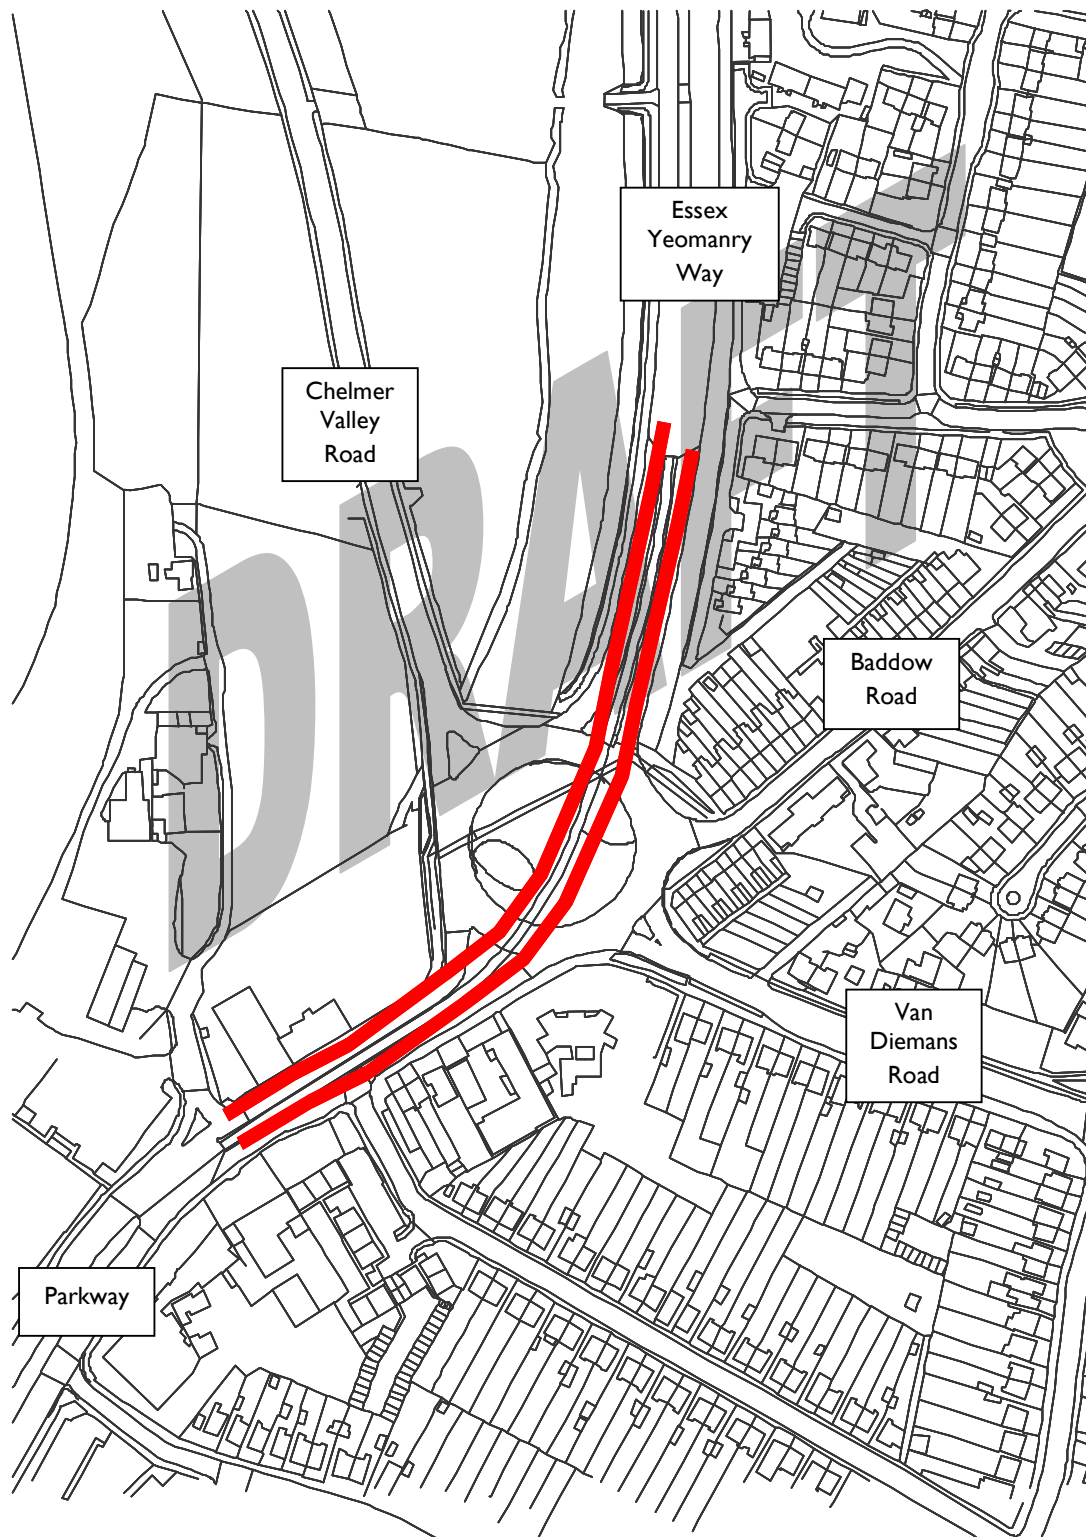 Essex
Yeomanry
Way
Chelmer
Valley
Road
DRAFT
Baddow
Road
Van
Diemans
Road
Parkway